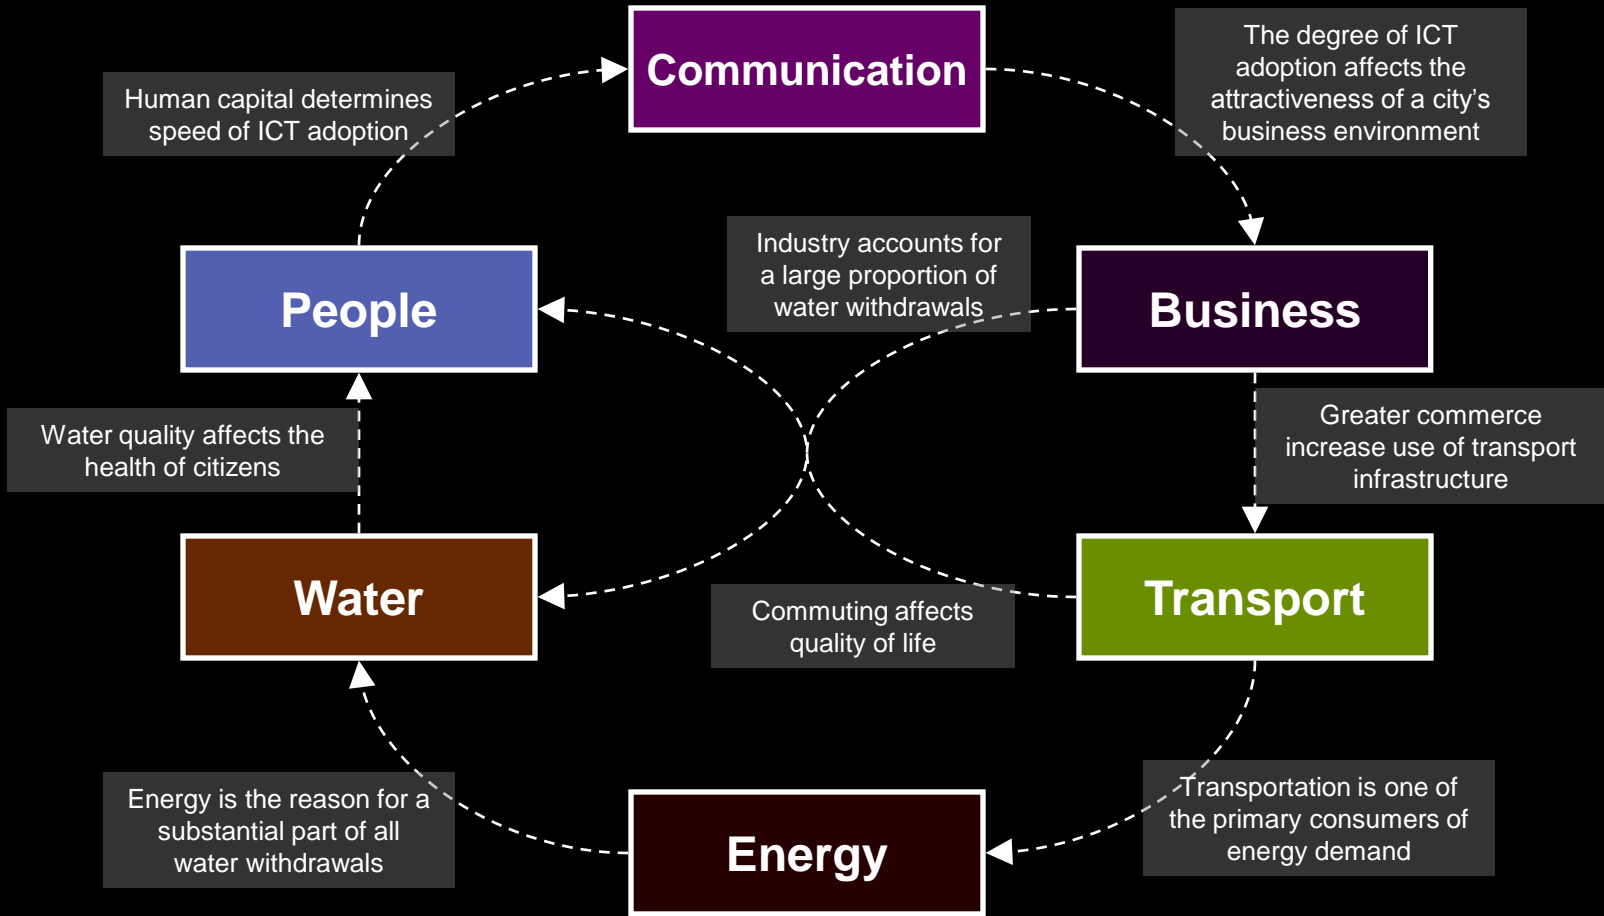 Communication
The degree of ICT
adoption affects the
attractiveness of a city’s
business environment
Human capital determines
speed of ICT adoption
Industry accounts for
a large proportion of
water withdrawals
People
Business
Water quality affects the
health of citizens
Greater commerce
increase use of transport
infrastructure
Water
Commuting affects
quality of life
Transport
Energy is the reason for a
substantial part of all
water withdrawals
Energy
Transportation is one of
the primary consumers of
energy demand